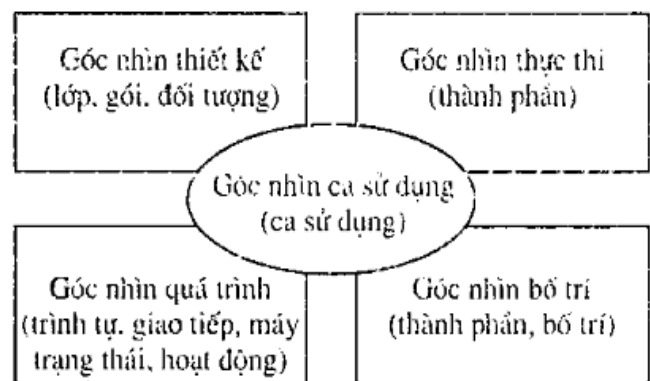 Góc nhìn thiết kế
(lớp, gói, đối tượng)
Góc nhìn thực thi
(thành phần)
Góc nhìn ca sử dụng
(ca sử dụng)
Góc nhìn quá trình
(trình tự, giao tiếp, máy
trạng thái, hoạt động)
Góc nhìn bố trí
(thành phần, bố trí)